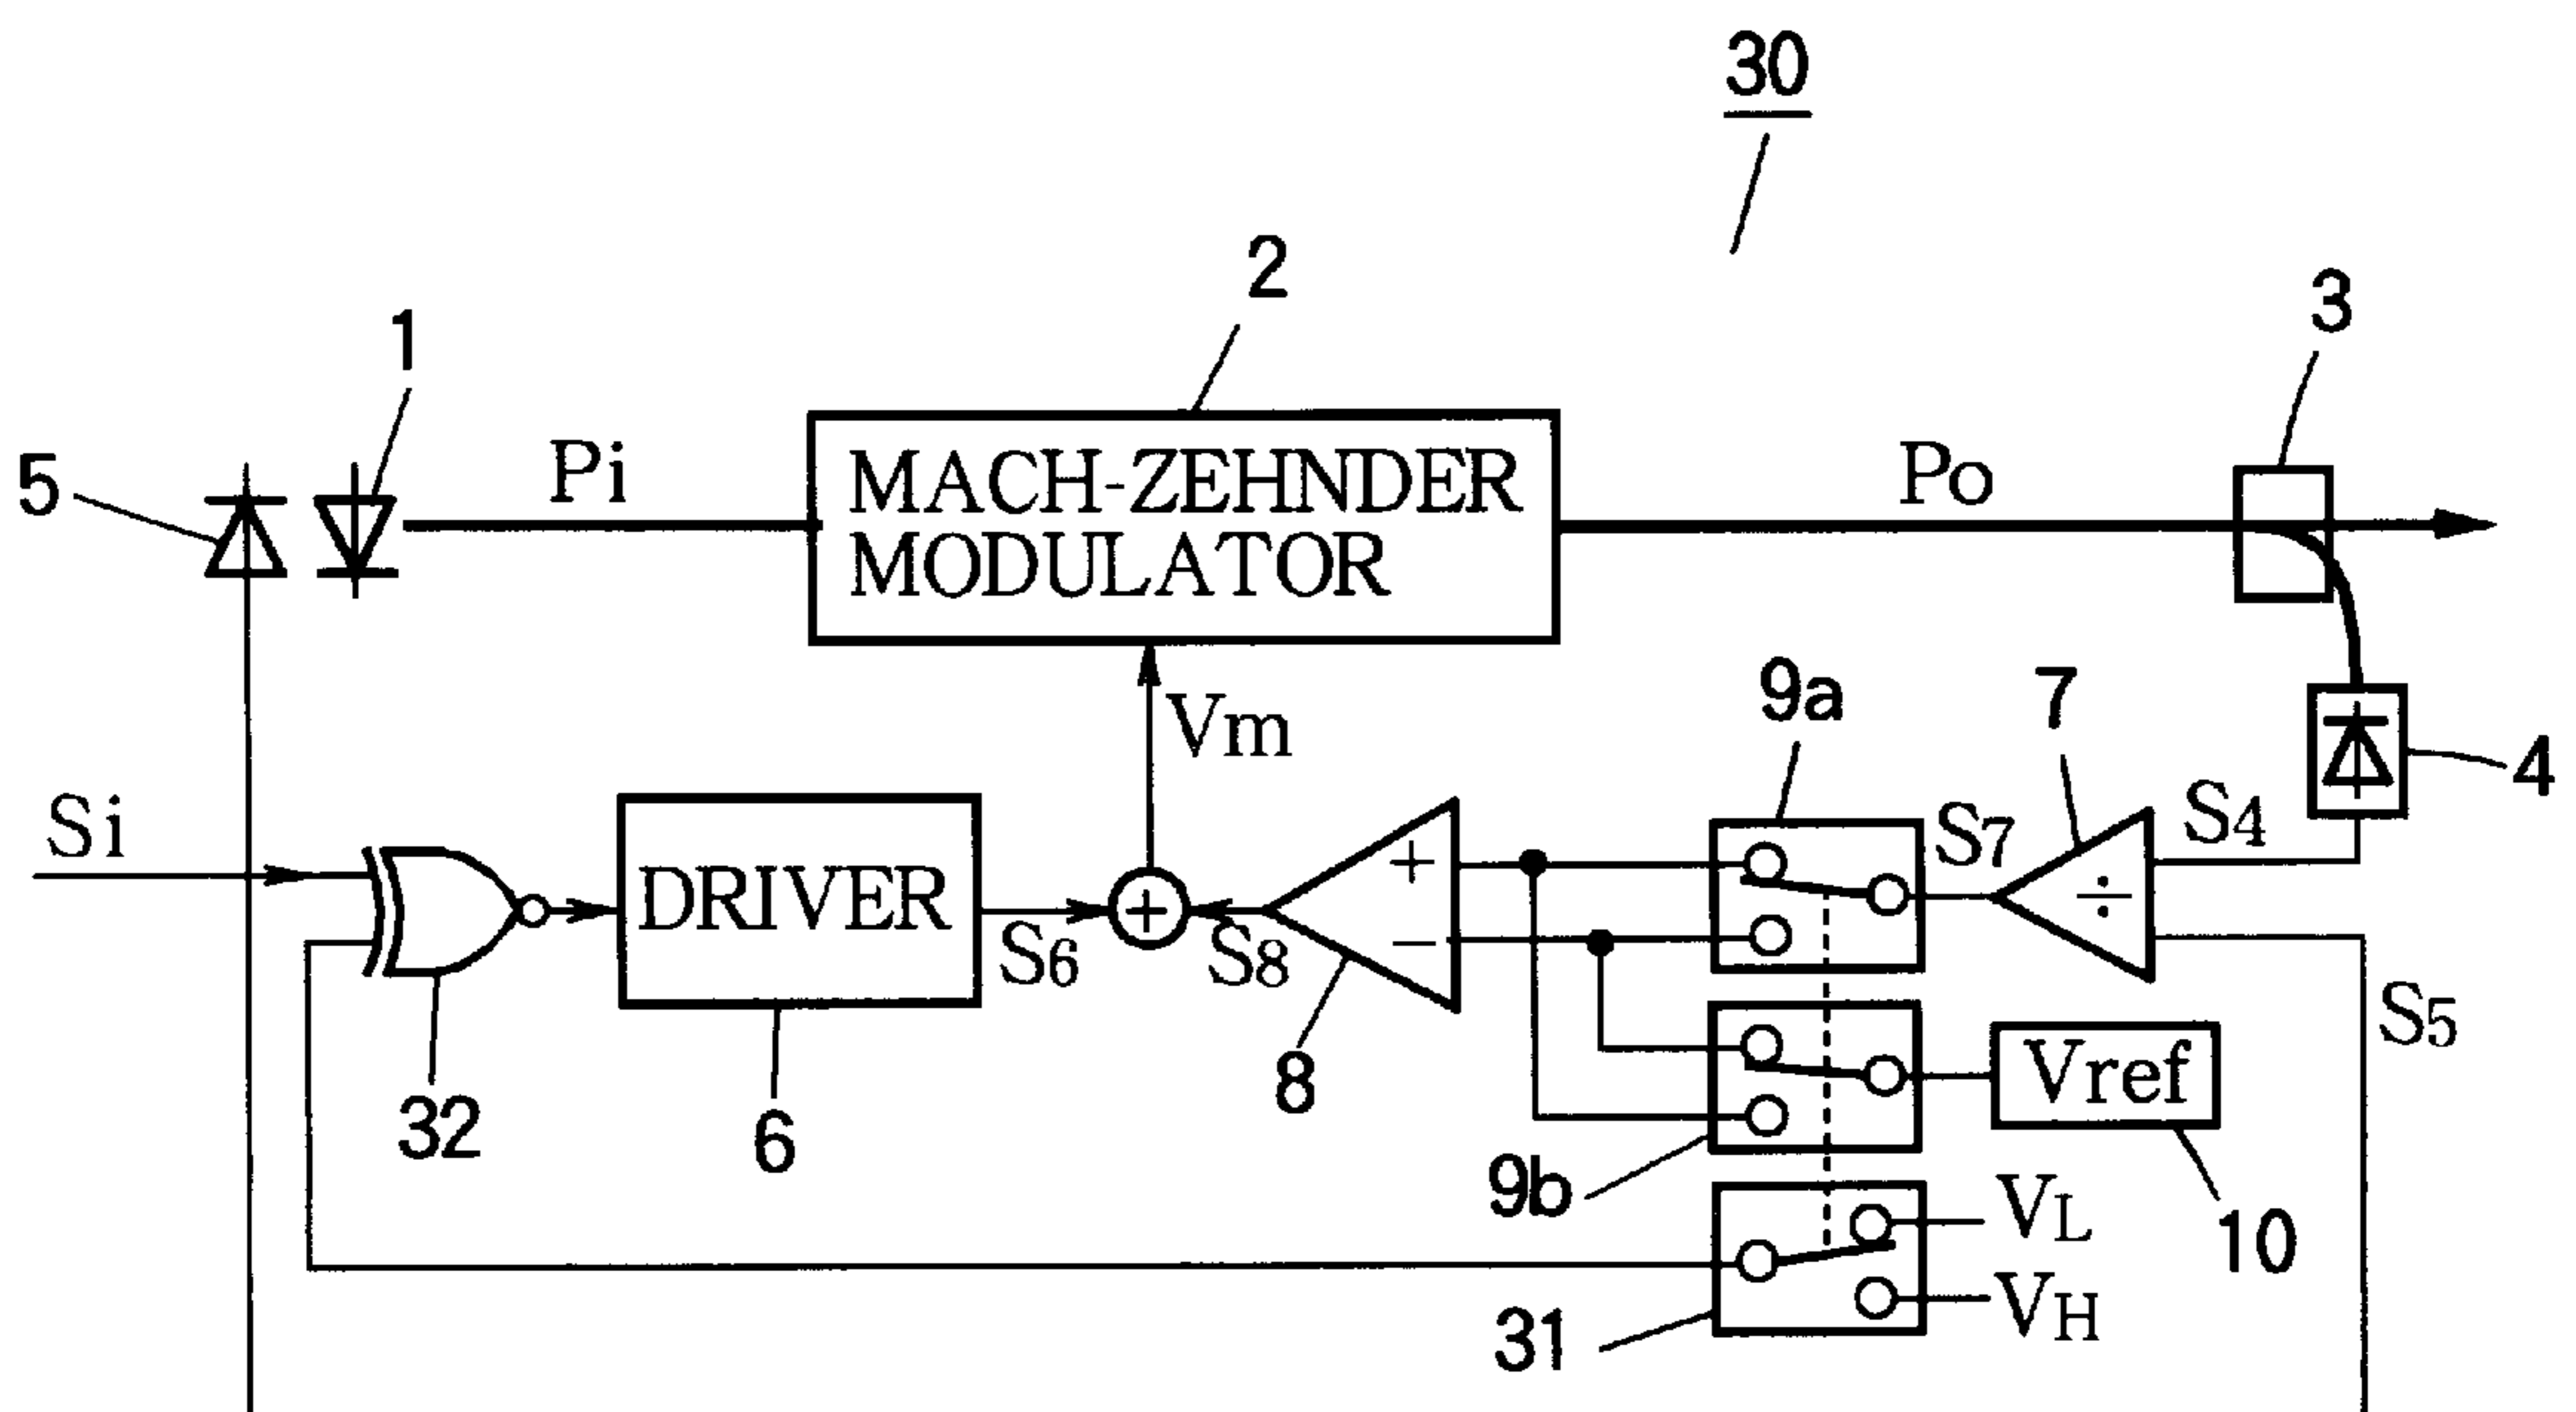 30
2
3
1
5
Pi
MACH-ZEHNDER
MODULATOR
Po
9a
7
4
Vm
Si
S7
S4
DRIVER
+
−
÷
+
S6
S8
S5
8
Vref
32
6
9b
10
VL
31
VH